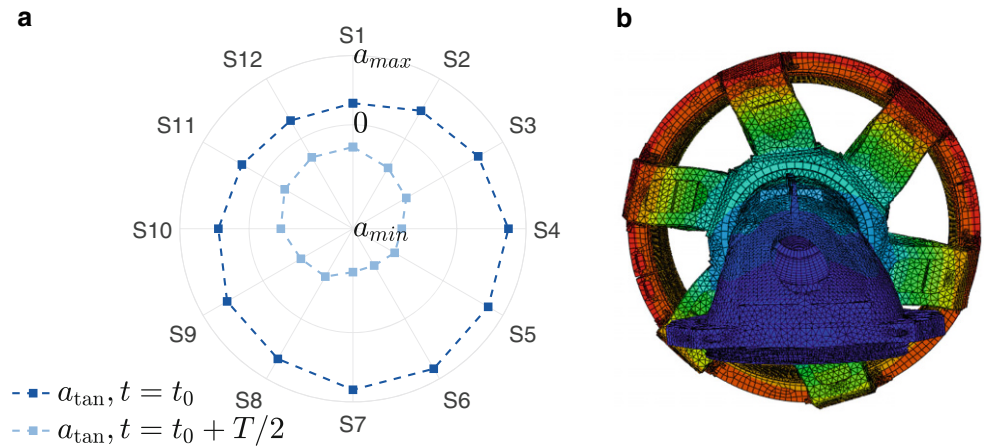 a
b
S1
a_max
S12
S2
0
S11
S3
S10
a_min
S4
S9
S5
S8
S6
S7
a_tan, t = t_0
a_tan, t = t_0 + T/2